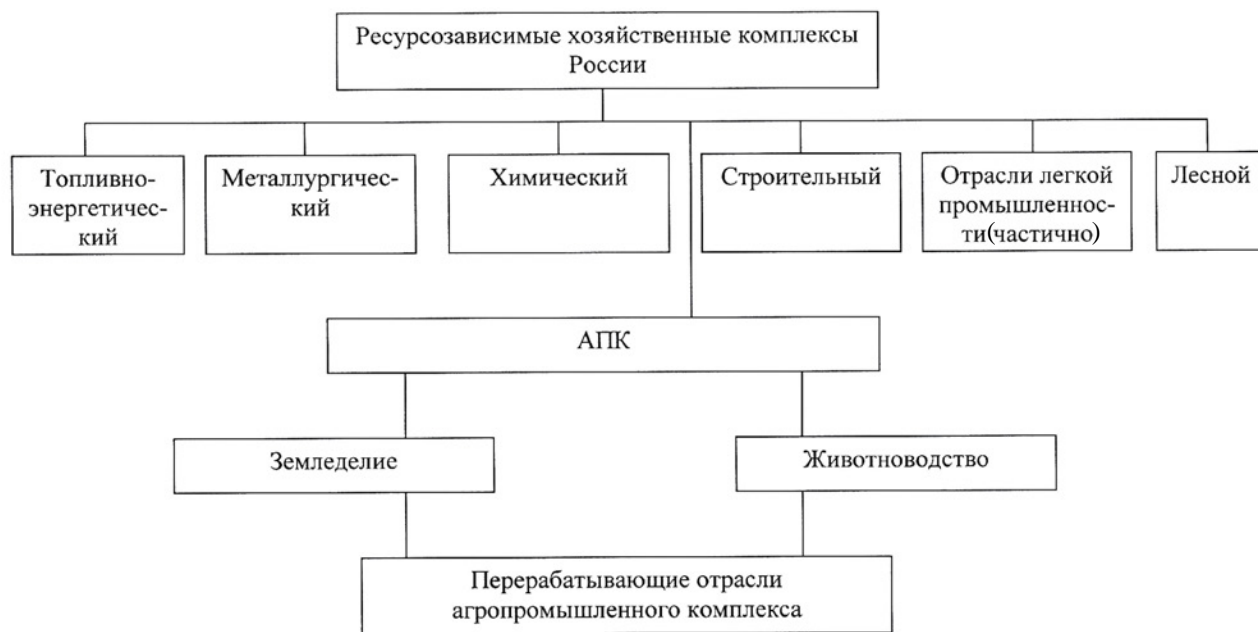 Ресурсозависимые хозяйственные комплексы
России
Топливно-
энергетичес-
кий
Металлургичес-
кий
Химический
Строительный
Отрасли легкой
промышленнос-
ти(частично)
Лесной
АПК
Земледелие
Животноводство
Перерабатывающие отрасли
агропромышленного комплекса